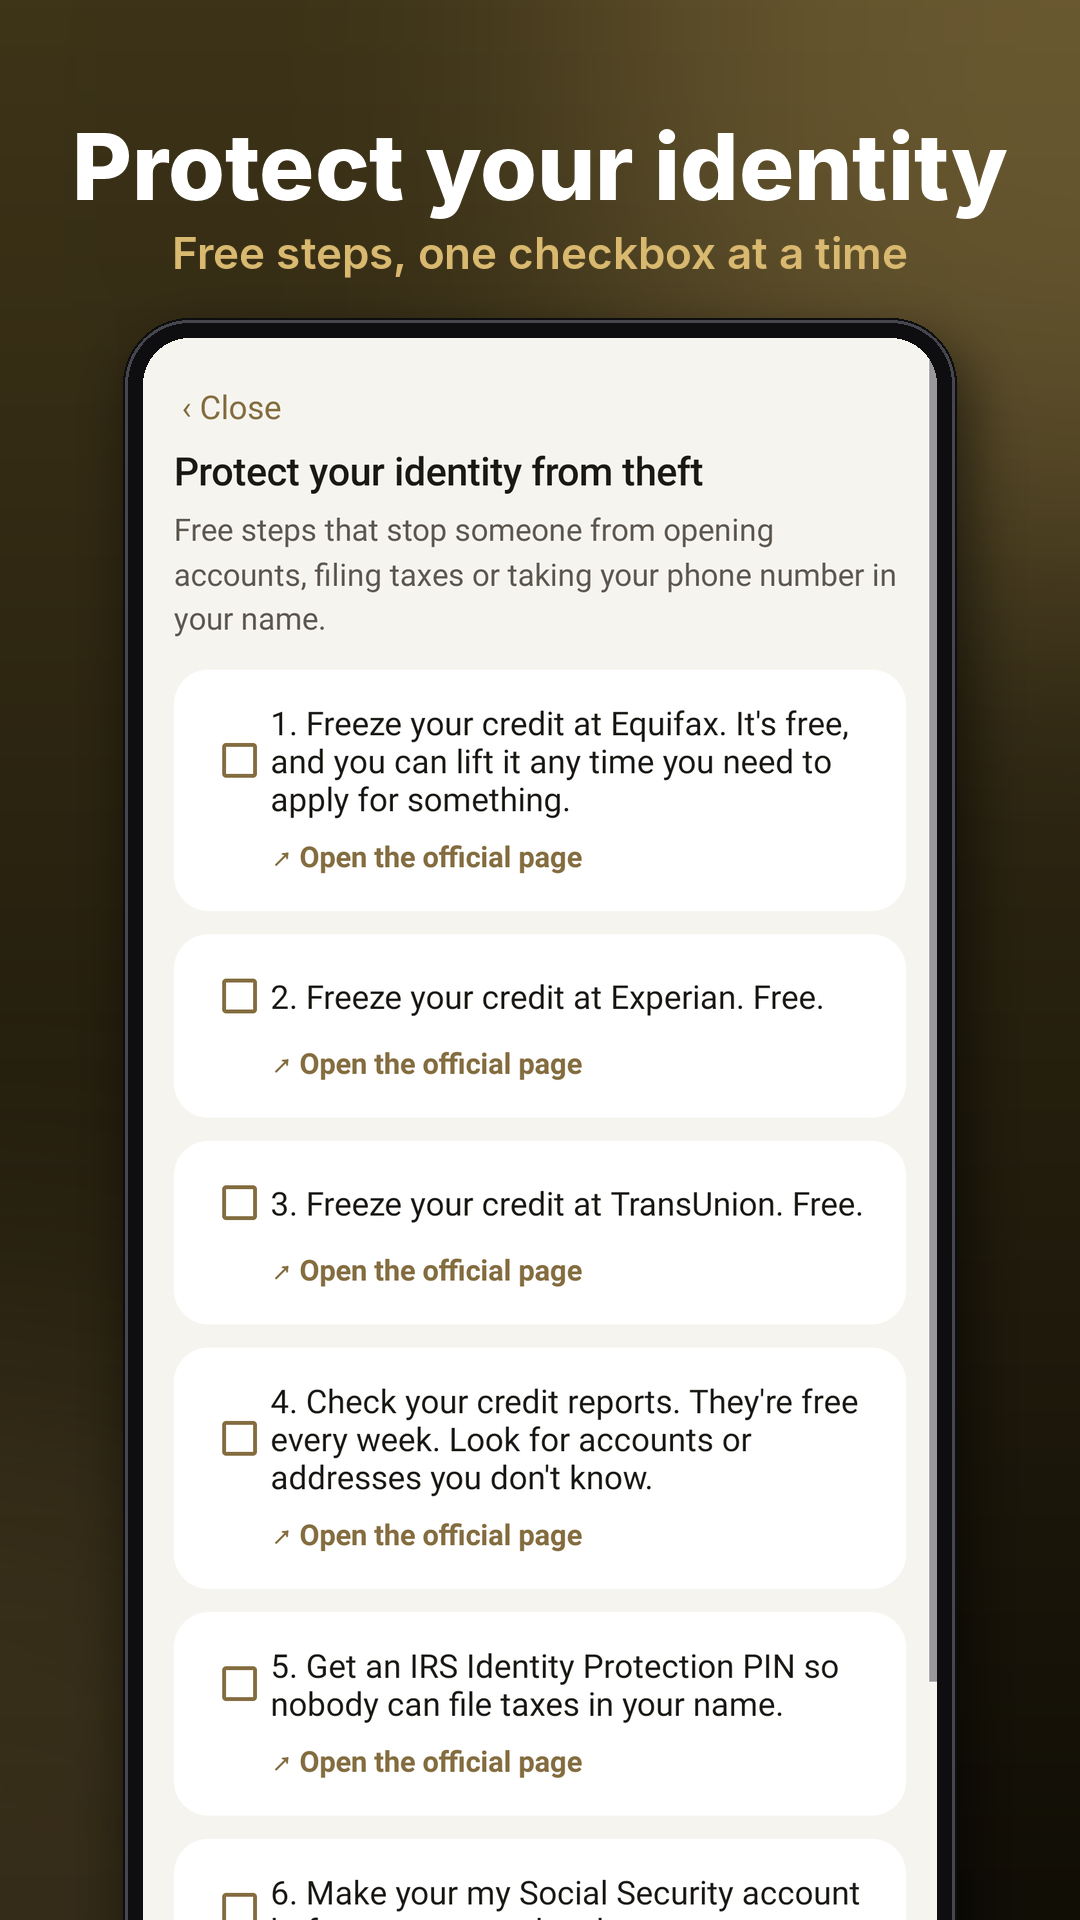 Protect your identity
Free steps, one checkbox at a time
‹ Close
Protect your identity from theft
Free steps that stop someone from opening
accounts, filing taxes or taking your phone number in
your name.
1. Freeze your credit at Equifax. It's free,
and you can lift it any time you need to
apply for something.
↗ Open the official page
2. Freeze your credit at Experian. Free.
↗ Open the official page
3. Freeze your credit at TransUnion. Free.
↗ Open the official page
4. Check your credit reports. They're free
every week. Look for accounts or
addresses you don't know.
↗ Open the official page
5. Get an IRS Identity Protection PIN so
nobody can file taxes in your name.
↗ Open the official page
6. Make your my Social Security account